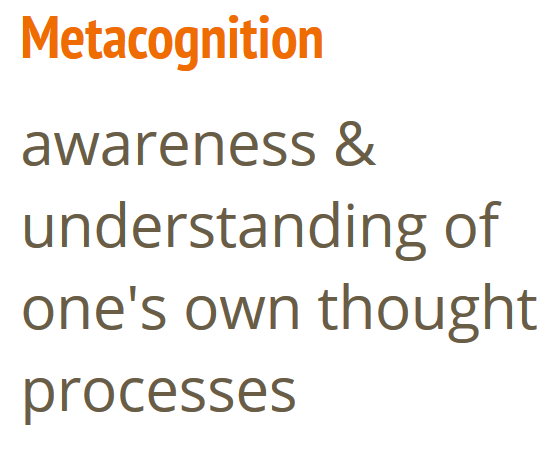 Metacognition
awareness &
understanding of
one's own thought
processes